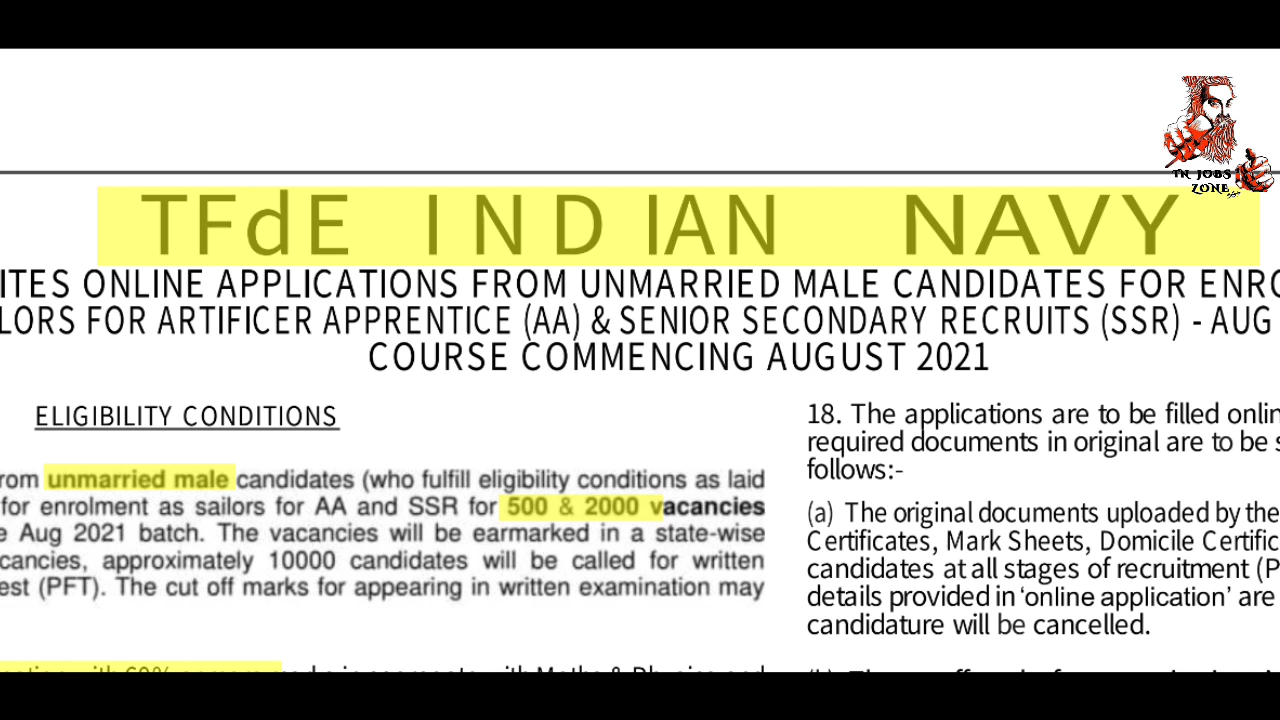 TN JOBS
ZONE
TFdE INDIAN NAVY
ITES ONLINE APPLICATIONS FROM UNMARRIED MALE CANDIDATES FOR ENRO
LORS FOR ARTIFICER APPRENTICE (AA) & SENIOR SECONDARY RECRUITS (SSR) - AUG
COURSE COMMENCING AUGUST 2021
ELIGIBILITY CONDITIONS
rom unmarried male candidates (who fulfill eligibility conditions as laid
for enrolment as sailors for AA and SSR for 500 & 2000 vacancies
e Aug 2021 batch. The vacancies will be earmarked in a state-wise
cancies, approximately 10000 candidates will be called for written
est (PFT). The cut off marks for appearing in written examination may
18. The applications are to be filled onlin
required documents in original are to be s
follows:-
(a) The original documents uploaded by the
Certificates, Mark Sheets, Domicile Certific
candidates at all stages of recruitment (P
details provided in ‘online application’ are
candidature will be cancelled.